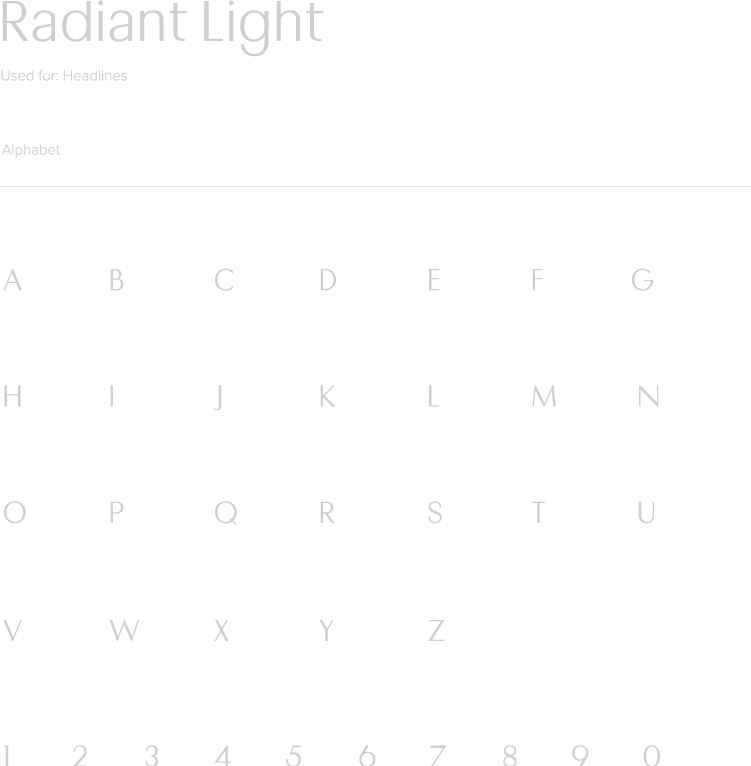 Radiant Light
Used for: Headlines
Alphabet
A B C D E F G
H I J K L M N
O P Q R S T U
V W X Y Z
1 2 3 4 5 6 7 8 9 0